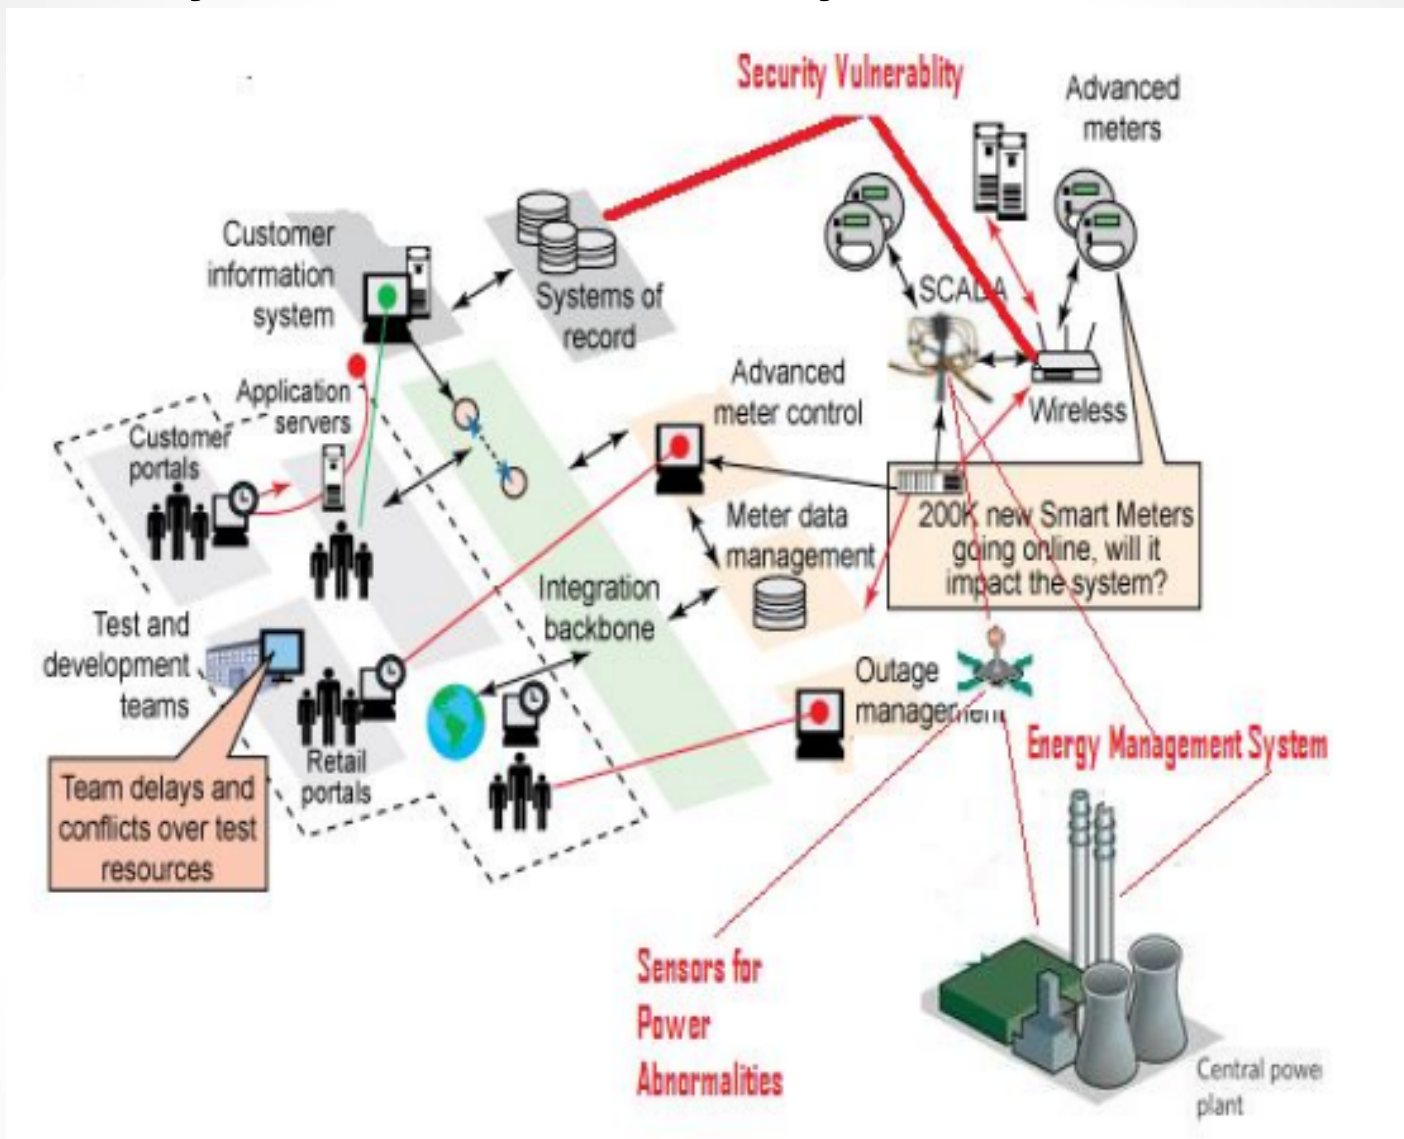 Security Vulnerablity
Advanced
meters
Customer
information
system
Systems of
record
SCADA
Application
servers
Advanced
meter control
Wireless
Customer
portals
200K new Smart Meters
going online, will it
impact the system?
Meter data
management
Integration
backbone
Test and
development
teams
Outage
management
Retail
portals
Energy Management System
Team delays and
conflicts over test
resources
Sensors for
Power
Abnormalities
Central powe
plant